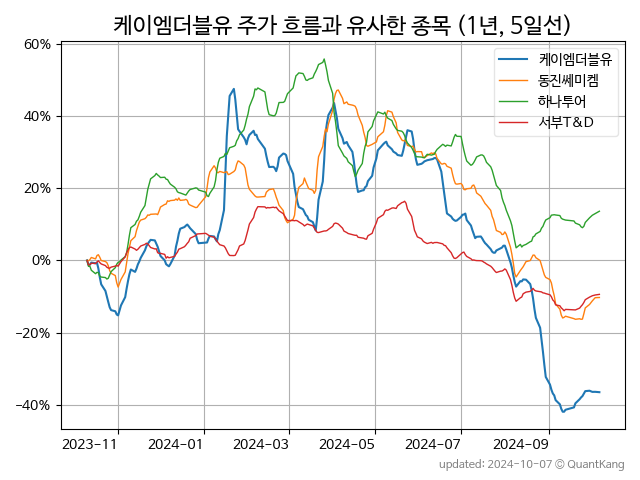 케이엠더블유 주가 흐름과 유사한 종목 (1년, 5일선)
케이엠더블유
동진쎄미켐
하나투어
서부T&D
60%
40%
20%
0%
−20%
−40%
2023-11
2024-01
2024-03
2024-05
2024-07
2024-09
updated: 2024-10-07 © QuantKang